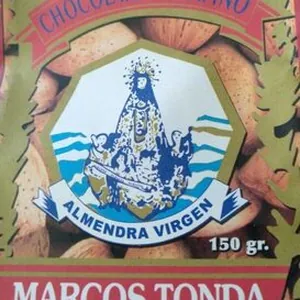 ALMENDRA VIRGEN
150 gr.
MARCOS TONDA